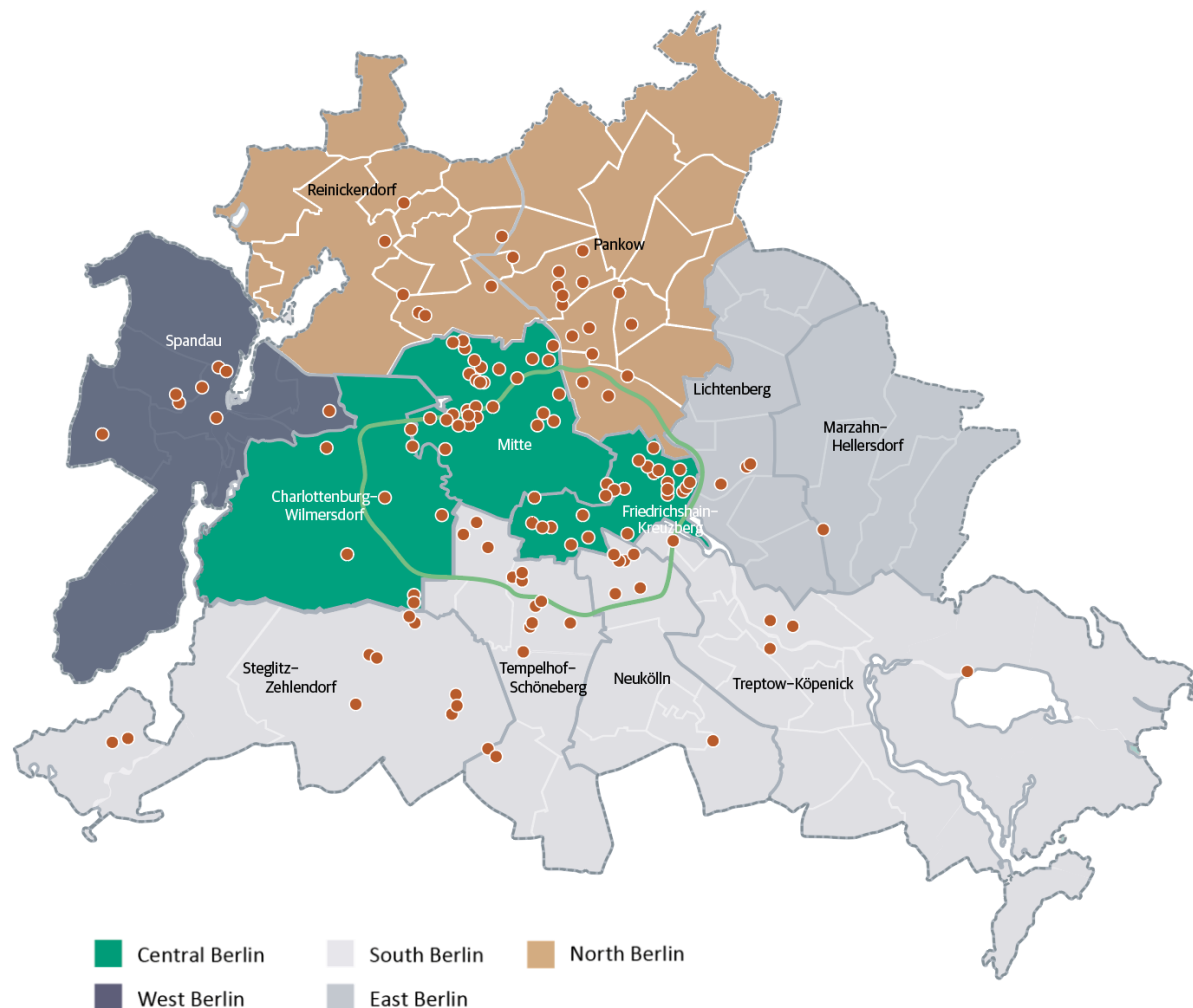 Reinickendorf
Pankow
Spandau
Lichtenberg
Marzahn–
Hellersdorf
Mitte
Charlottenburg–
Wilmersdorf
Friedrichshain–
Kreuzberg
Steglitz–
Zehlendorf
Tempelhof–
Schöneberg
Neukölln
Treptow–Köpenick
Central Berlin
South Berlin
North Berlin
West Berlin
East Berlin